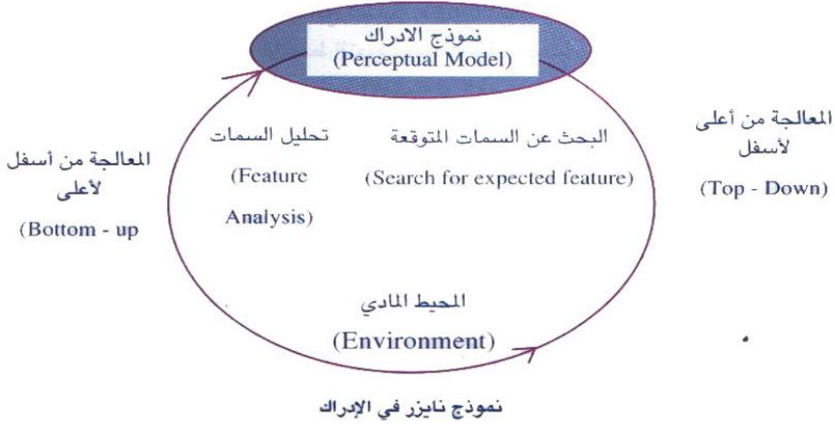 نموذج الادراك
(Perceptual Model)
المعالجة من أعلى
لأسفل
(Top - Down)
البحث عن السمات المتوقعة
(Search for expected feature)
تحليل السمات
(Feature
Analysis)
المعالجة من أسفل
لأعلى
(Bottom - up
المحيط المادي
(Environment)
نموذج نايزر في الإدراك